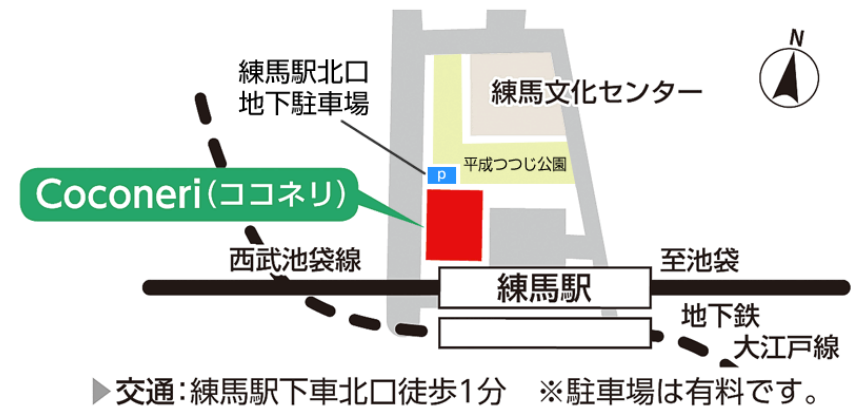 N
練馬駅北口
地下駐車場
練馬文化センター
平成つつじ公園
P
Coconeri(ココネリ)
西武池袋線
至池袋
練馬駅
地下鉄
大江戸線
▶交通:練馬駅下車北口徒歩1分 ※駐車場は有料です。